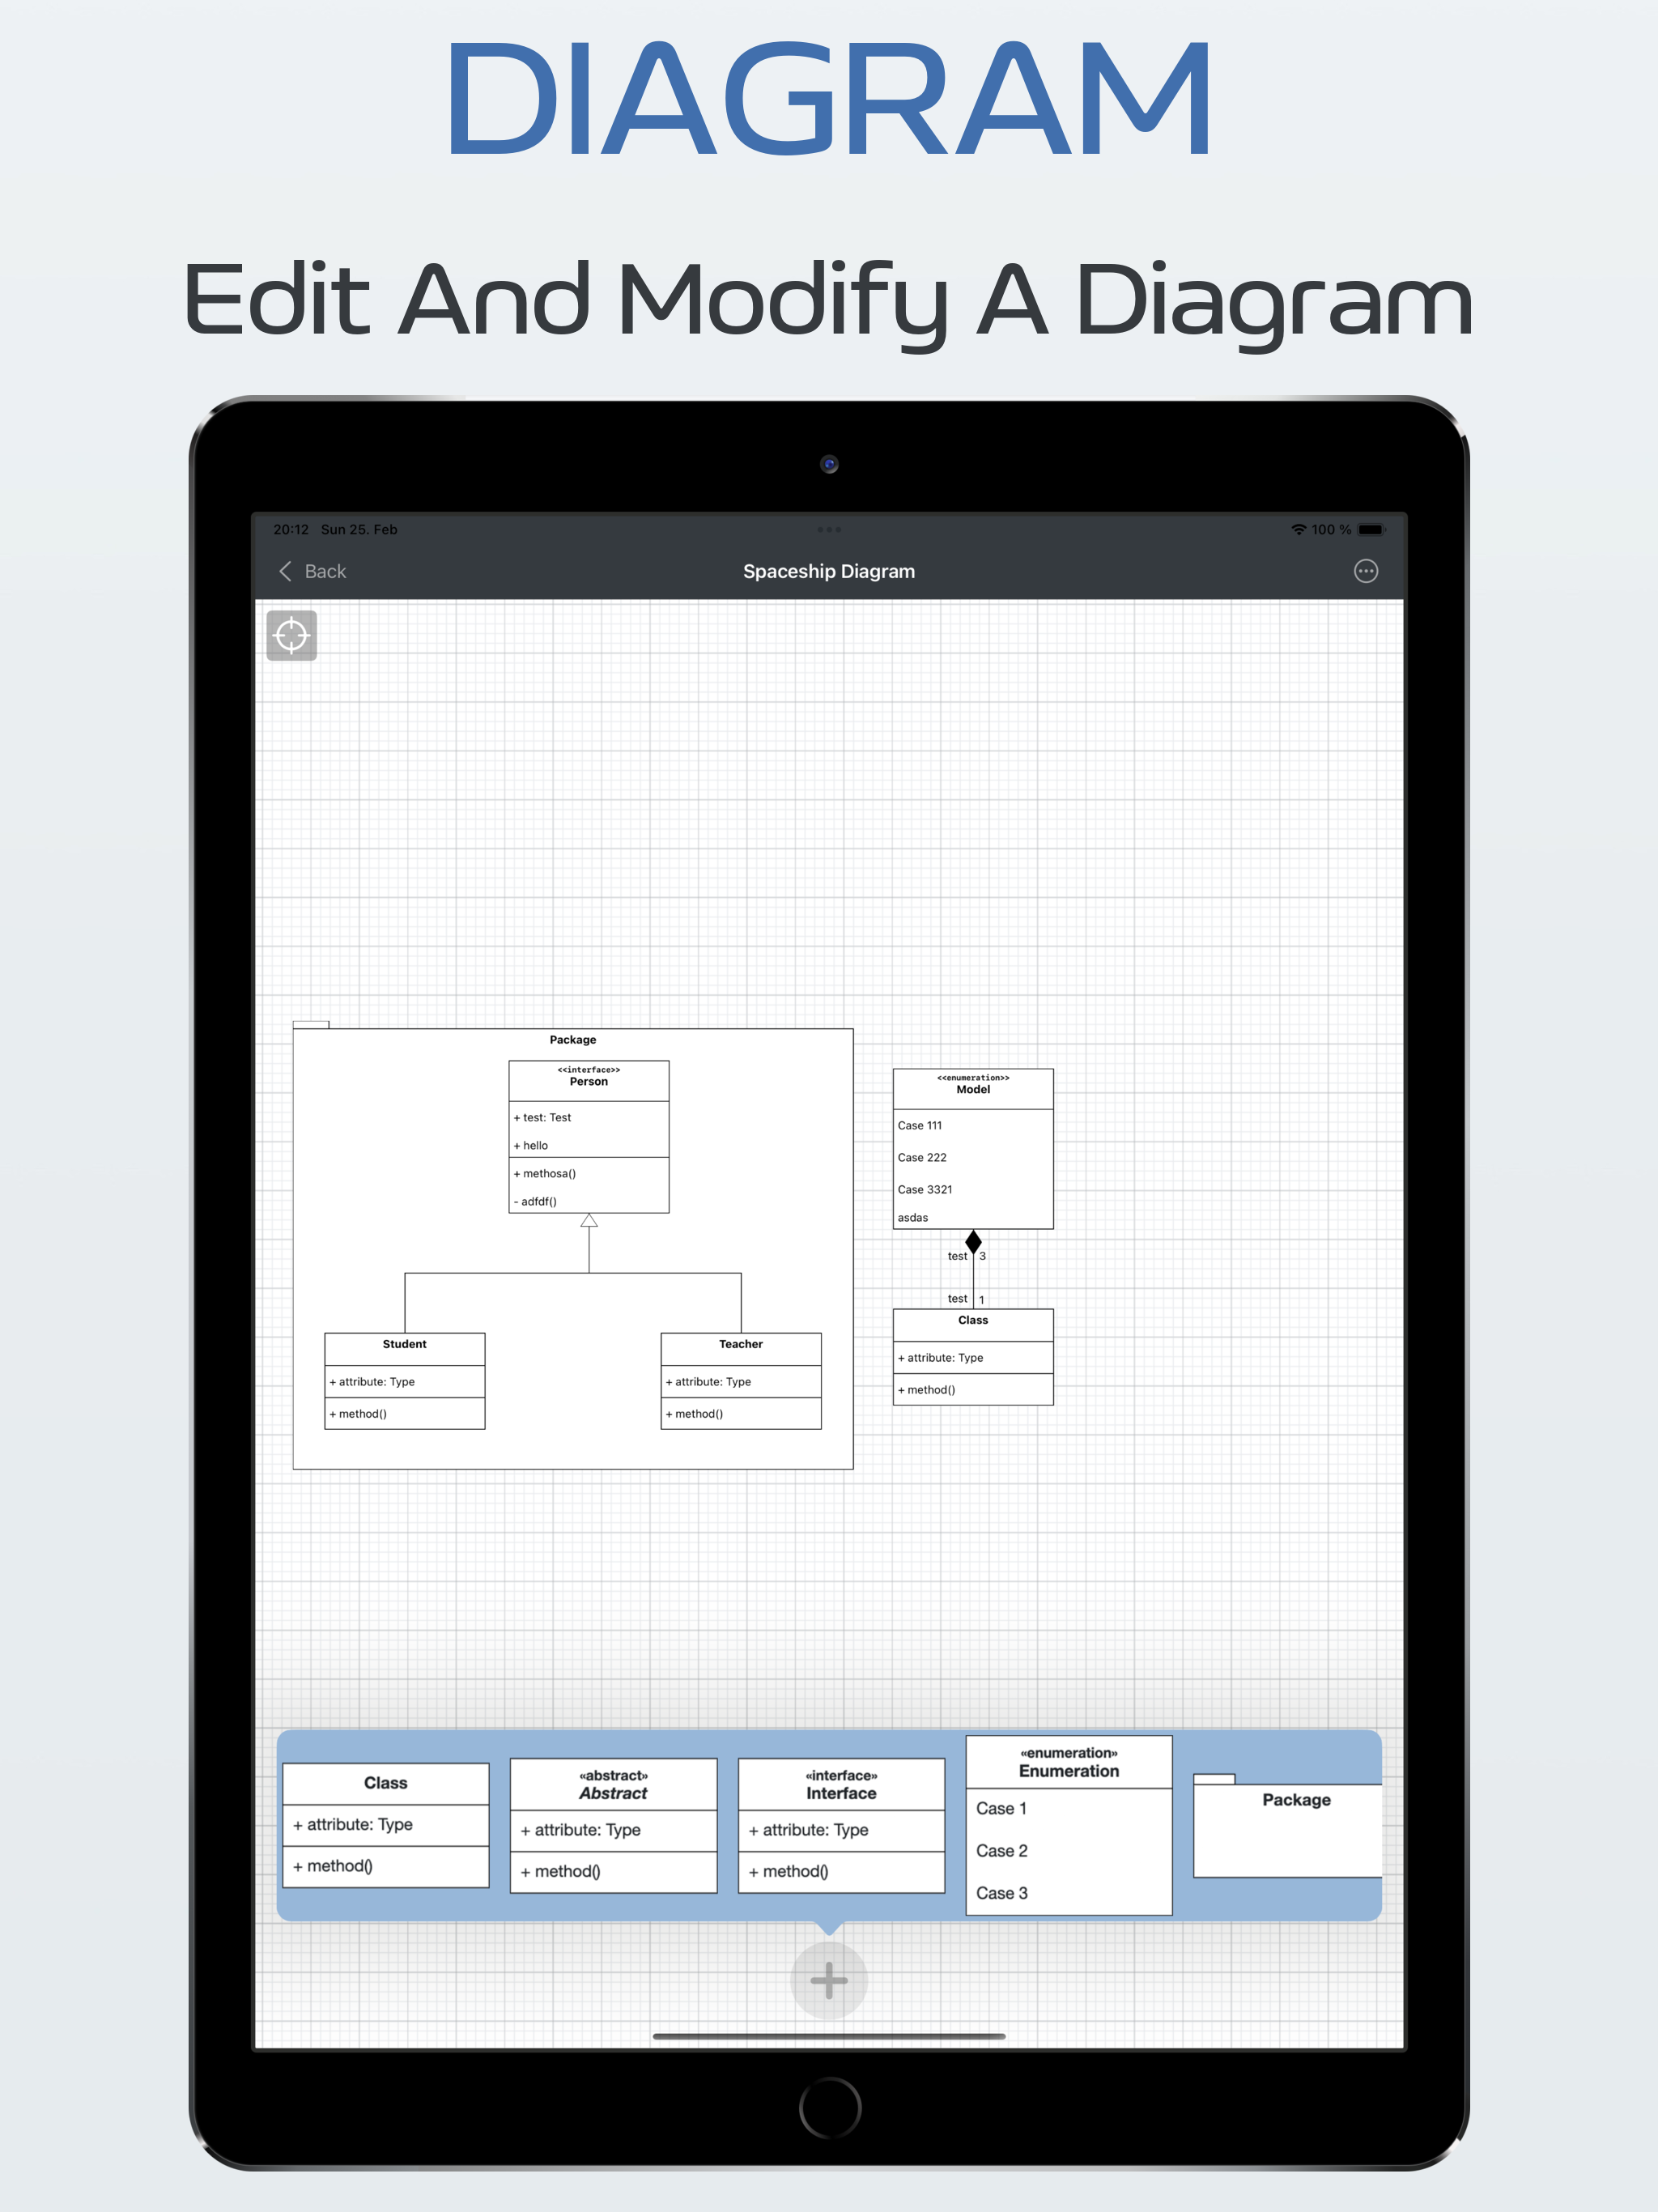 DIAGRAM
Edit And Modify A Diagram
20:12 Sun 25. Feb
100 %
Back
Spaceship Diagram
Package
<<interface>>
Person
+ test: Test
+ hello
+ methosa()
- adfdf()
Student
+ attribute: Type
+ method()
Teacher
+ attribute: Type
+ method()
<<enumeration>>
Model
Case 111
Case 222
Case 3321
asdas
test 3
test 1
Class
+ attribute: Type
+ method()
Class
+ attribute: Type
+ method()
«abstract»
Abstract
+ attribute: Type
+ method()
«interface»
Interface
+ attribute: Type
+ method()
«enumeration»
Enumeration
Case 1
Case 2
Case 3
Package